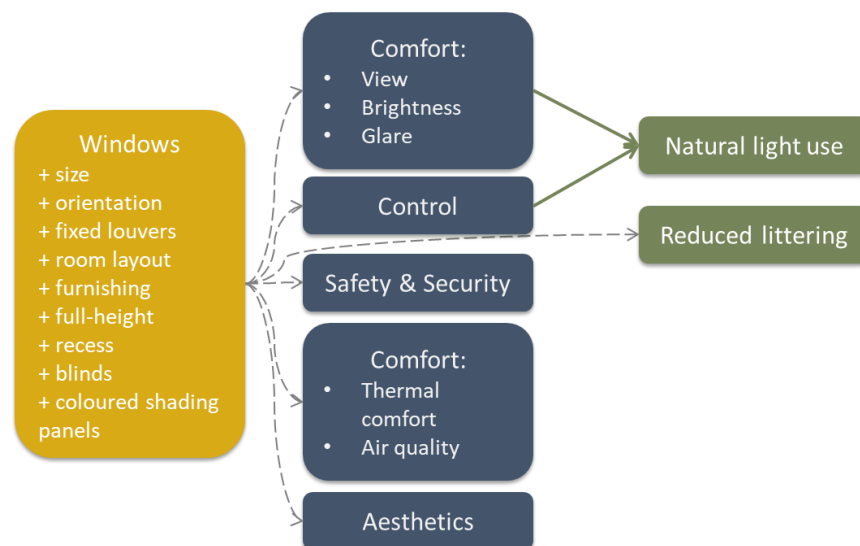 Windows
+ size
+ orientation
+ fixed louvers
+ room layout
+ furnishing
+ full-height
+ recess
+ blinds
+ coloured shading
panels
Comfort:
• View
• Brightness
• Glare
Control
Safety & Security
Comfort:
• Thermal
comfort
• Air quality
Aesthetics
Natural light use
Reduced littering